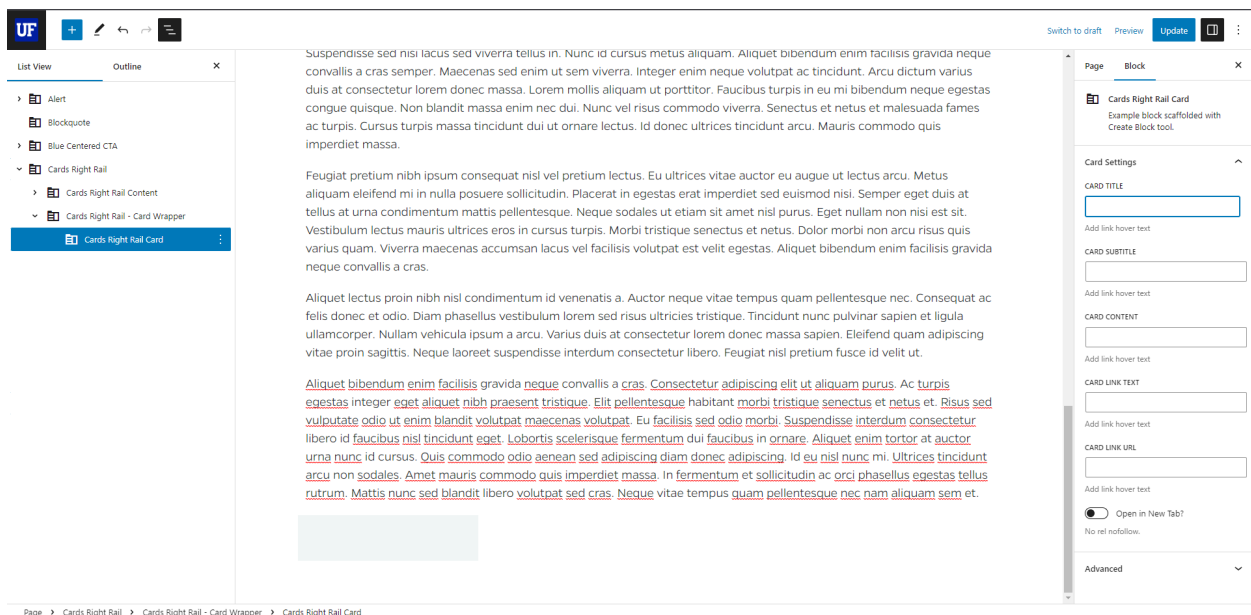 UF
Switch to draft Preview Update
List View Outline
Alert
Blockquote
Blue Centered CTA
Cards Right Rail
Cards Right Rail Content
Cards Right Rail - Card Wrapper
Cards Right Rail Card
Suspendisse sed nisi lacus sed viverra tellus in. Nunc id cursus metus aliquam. Aliquet bibendum enim facilisis gravida neque
convallis a cras semper. Maecenas sed enim ut sem viverra. Integer enim neque volutpat ac tincidunt. Arcu dictum varius
duis at consectetur lorem donec massa. Lorem mollis aliquam ut porttitor. Faucibus turpis in eu mi bibendum neque egestas
congue quisque. Non blandit massa enim nec dui. Nunc vel risus commodo viverra. Senectus et netus et malesuada fames
ac turpis. Cursus turpis massa tincidunt dui ut ornare lectus. Id donec ultrices tincidunt arcu. Mauris commodo quis
imperdiet massa.
Feugiat pretium nibh ipsum consequat nisl vel pretium lectus. Eu ultrices vitae auctor eu augue ut lectus arcu. Metus
aliquam eleifend mi in nulla posuere sollicitudin. Placerat in egestas erat imperdiet sed euismod nisi. Semper eget duis at
tellus at urna condimentum mattis pellentesque. Neque sodales ut etiam sit amet nisl purus. Eget nullam non nisi est sit.
Vestibulum lectus mauris ultrices eros in cursus turpis. Morbi tristique senectus et netus. Dolor morbi non arcu risus quis
varius quam. Viverra maecenas accumsan lacus vel facilisis volutpat est velit egestas. Aliquet bibendum enim facilisis gravida
neque convallis a cras.
Aliquet lectus proin nibh nisl condimentum id venenatis a. Auctor neque vitae tempus quam pellentesque nec. Consequat ac
felis donec et odio. Diam phasellus vestibulum lorem sed risus ultricies tristique. Tincidunt nunc pulvinar sapien et ligula
ullamcorper. Nullam vehicula ipsum a arcu. Varius duis at consectetur lorem donec massa sapien. Eleifend quam adipiscing
vitae proin sagittis. Neque laoreet suspendisse interdum consectetur libero. Feugiat nisl pretium fusce id velit ut.
Aliquet bibendum enim facilisis gravida neque convallis a cras. Consectetur adipiscing elit ut aliquam purus. Ac turpis
egestas integer eget aliquet nibh praesent tristique. Elit pellentesque habitant morbi tristique senectus et netus et. Risus sed
vulputate odio ut enim blandit volutpat maecenas volutpat. Eu facilisis sed odio morbi. Suspendisse interdum consectetur
libero id faucibus nisl tincidunt eget. Lobortis scelerisque fermentum dui faucibus in ornare. Aliquet enim tortor at auctor
urna nunc id cursus. Quis commodo odio aenean sed adipiscing diam donec adipiscing. Id eu nisl nunc mi. Ultrices tincidunt
arcu non sodales. Amet mauris commodo quis imperdiet massa. In fermentum et sollicitudin ac orci phasellus egestas tellus
rutrum. Mattis nunc sed blandit libero volutpat sed cras. Neque vitae tempus quam pellentesque nec nam aliquam sem et.
Page Block
Cards Right Rail Card
Example block scaffolded with
Create Block tool.
Card Settings
CARD TITLE
Add link hover text
CARD SUBTITLE
Add link hover text
CARD CONTENT
Add link hover text
CARD LINK TEXT
Add link hover text
CARD LINK URL
Add link hover text
Open in New Tab?
No rel nofollow.
Advanced
Page > Cards Right Rail > Cards Right Rail - Card Wrapper > Cards Right Rail Card